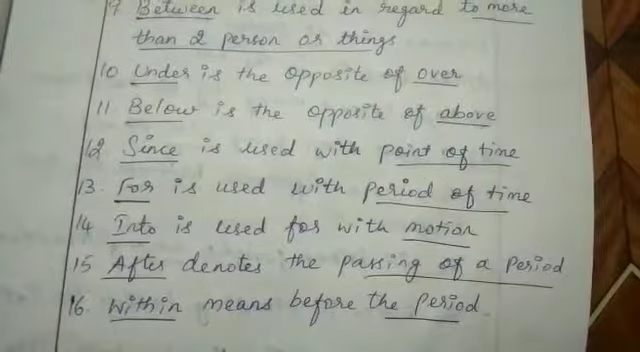 9 Between is used in regard to more
than 2 person or things
10 Under is the opposite of over
11 Below is the opposite of above
12 Since is used with point of time
13. For is used with period of time
14 Into is used for with motion
15 After denotes the passing of a period
16. Within means before the period.